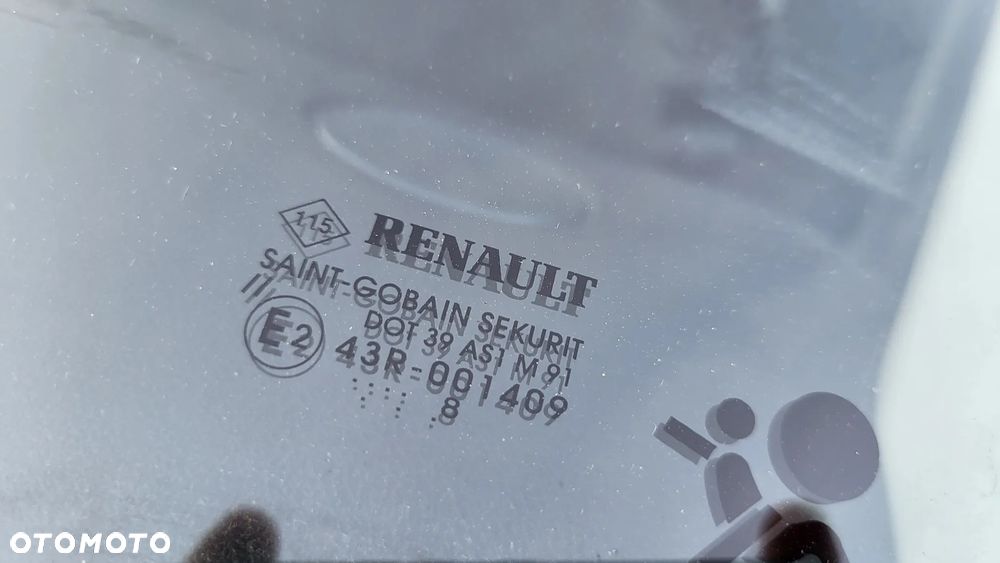 115
RENAULT
SAINT-GOBAIN SEKURIT
//
DOT 39 AS1 M 91
E2
43R-001409
.. .. . . .8
OTOMOTO